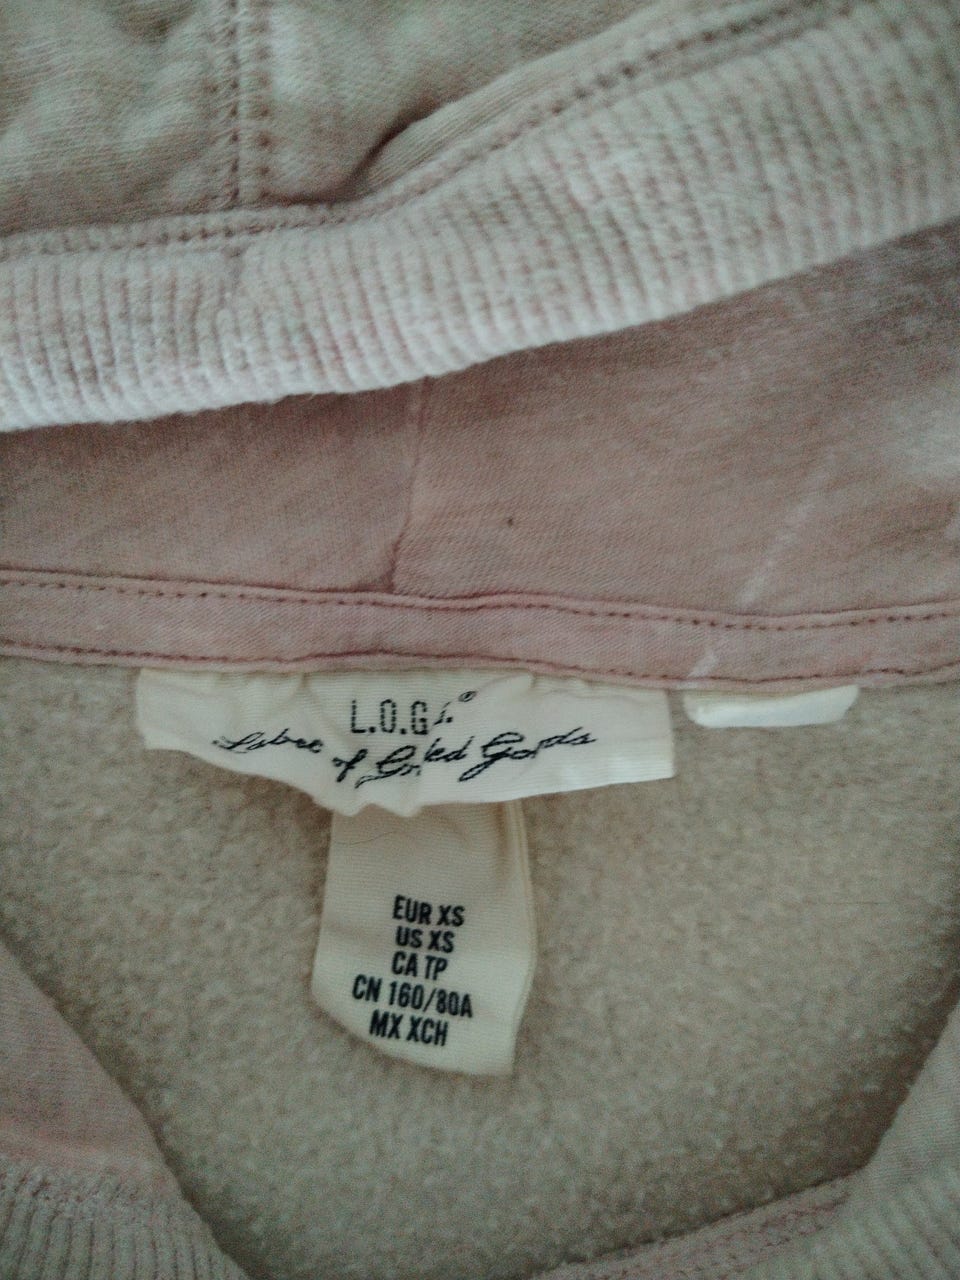 L.O.G G.®
Label of Graded Goods
EUR XS
US XS
CA TP
CN 160/80A
MX XCH